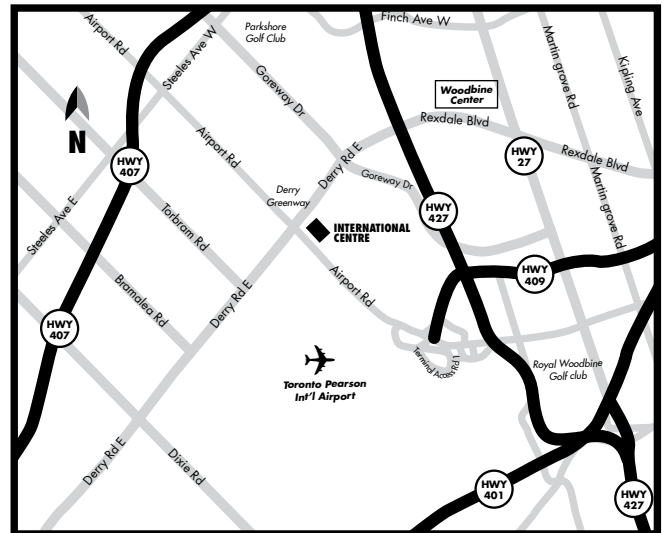 Airport Rd
Steeles Ave W
Parkshore
Golf Club
Finch Ave W
Goreway Dr
Martin grove Rd
Kipling Ave
Woodbine
Center
Rexdale Blvd
N
HWY
407
Airport Rd
Derry Rd E
HWY
27
Rexdale Blvd
Goreway Dr
Derry
Greenway
HWY
427
Martin grove Rd
Steeles Ave E
Torbram Rd
INTERNATIONAL
CENTRE
HWY
409
Bramalea Rd
Derry Rd E
Airport Rd
HWY
407
Terminal Access Rd 1
Royal Woodbine
Golf club
Toronto Pearson
Int'l Airport
Derry Rd E
Dixie Rd
HWY
401
HWY
427